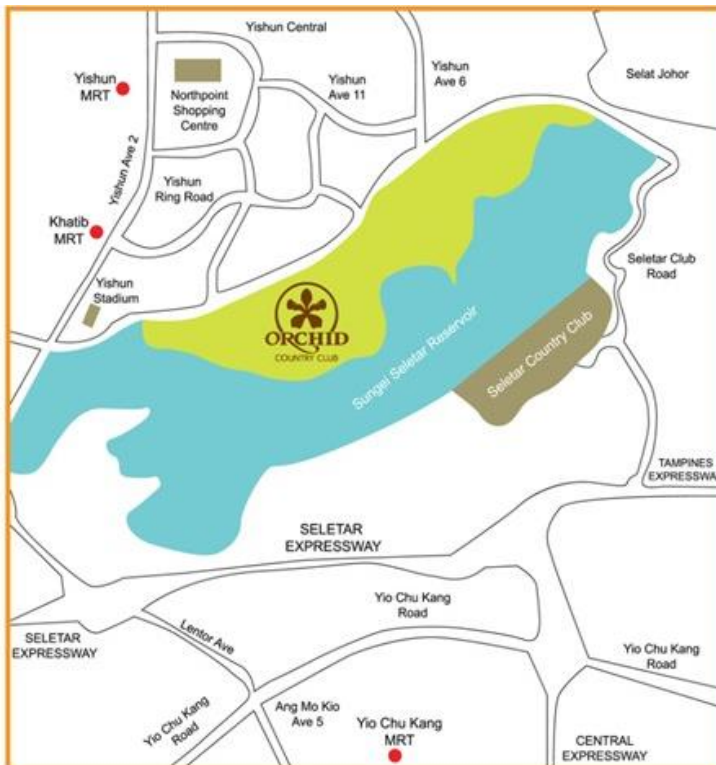 Yishun Central
Yishun
MRT
Northpoint
Shopping
Centre
Yishun
Ave 11
Yishun
Ave 6
Selat Johor
Yishun Ave 2
Yishun
Ring Road
Khatib
MRT
Yishun
Stadium
Seletar Club
Road
ORCHID
COUNTRY CLUB
Sungei Seletar Reservoir
Seletar Country Club
TAMPINES
EXPRESSWAY
SELETAR
EXPRESSWAY
Yio Chu Kang
Road
Lentor Ave
SELETAR
EXPRESSWAY
Yio Chu Kang
Road
Yio Chu Kang
Road
Ang Mo Kio
Ave 5
Yio Chu Kang
MRT
CENTRAL
EXPRESSWAY